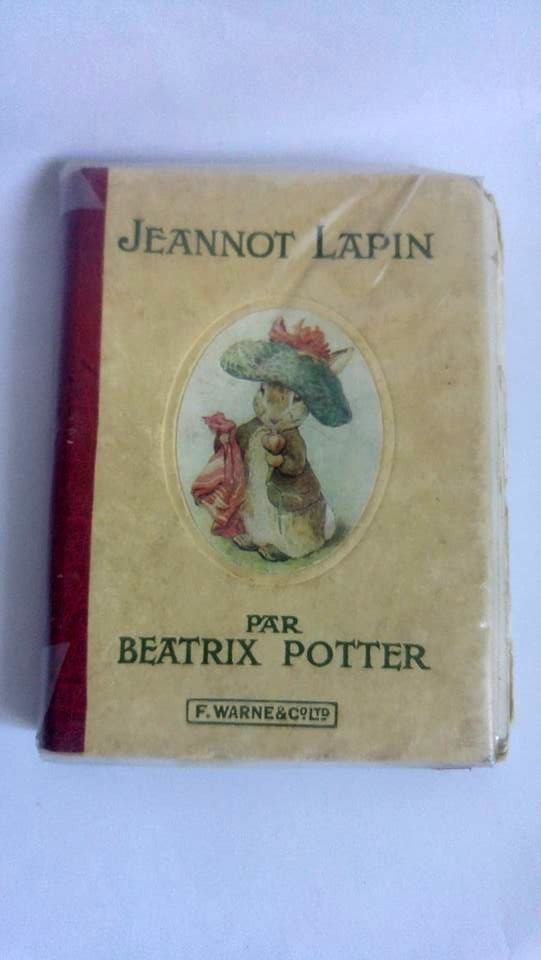 JEANNOT LAPIN
PAR
BEATRIX POTTER
F. WARNE & CO LTD